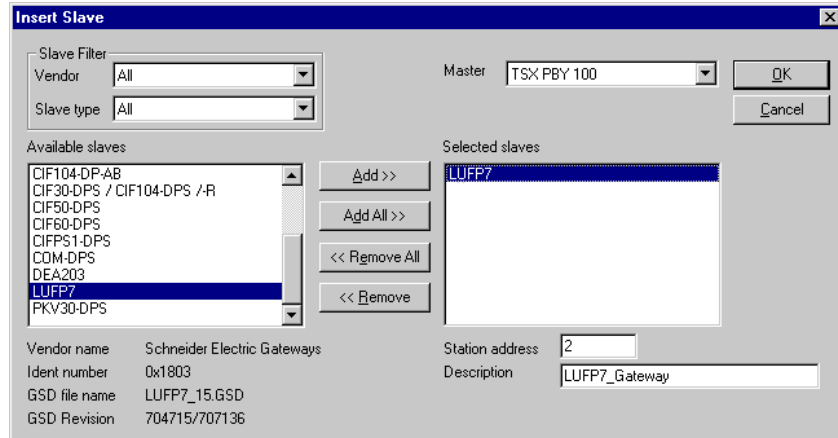 Insert Slave
Slave Filter
Vendor All
Slave type All
Master TSX PBY 100
OK
Cancel
Available slaves
CIF104-DP-AB
CIF30-DPS / CIF104-DPS /-R
CIF50-DPS
CIF60-DPS
CIFPS1-DPS
COM-DPS
DEA203
LUFP7
PKV30-DPS
Add >>
Add All >>
<< Remove All
<< Remove
Selected slaves
LUFP7
Vendor name Schneider Electric Gateways
Ident number 0x1803
GSD file name LUFP7_15.GSD
GSD Revision 704715/707136
Station address 2
Description LUFP7_Gateway